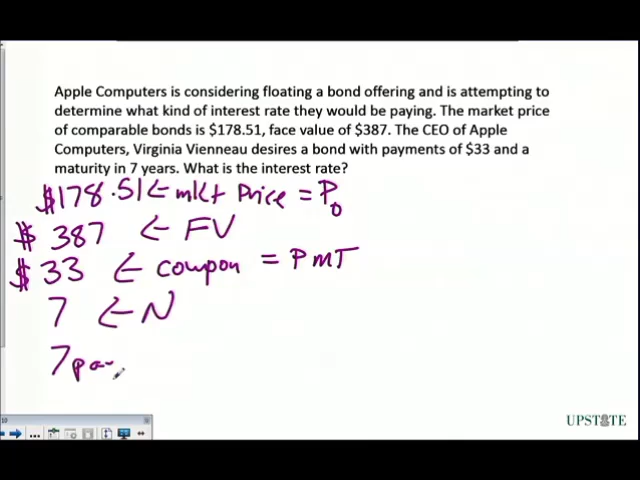 Apple Computers is considering floating a bond offering and is attempting to
determine what kind of interest rate they would be paying. The market price
of comparable bonds is $178.51, face value of $387. The CEO of Apple
Computers, Virginia Vienneau desires a bond with payments of $33 and a
maturity in 7 years. What is the interest rate?
$178.51 ← mkt Price = P0
$ 387 ← FV
$ 33 ← coupon = PMT
7 ← N
7 pa
10
...
UPSTATE